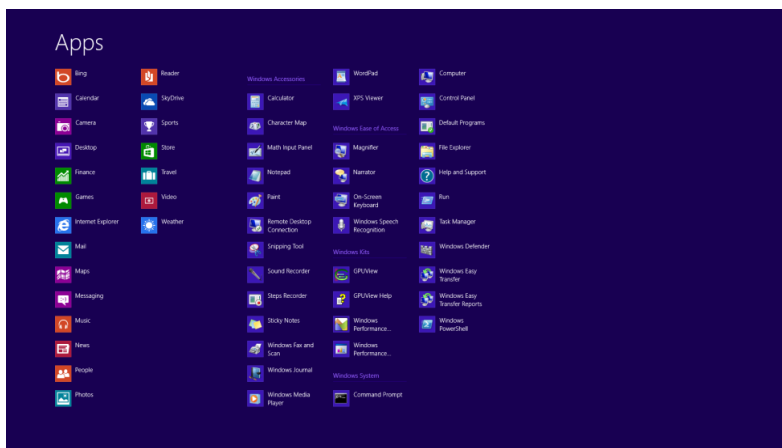 Apps
Bing
Calendar
Camera
Desktop
Finance
Games
Internet Explorer
Mail
Maps
Messaging
Music
News
People
Photos
Reader
SkyDrive
Sports
Store
Travel
Video
Weather
Windows Accessories
Calculator
Character Map
Math Input Panel
Notepad
Paint
Remote Desktop
Connection
Snipping Tool
Sound Recorder
Steps Recorder
Sticky Notes
Windows Fax and
Scan
Windows Journal
Windows Media
Player
WordPad
XPS Viewer
Windows Ease of Access
Magnifier
Narrator
On-Screen
Keyboard
Windows Speech
Recognition
Windows Kits
GPUView
GPUView Help
Windows
Performance...
Windows
Performance...
Windows System
Command Prompt
Computer
Control Panel
Default Programs
File Explorer
Help and Support
Run
Task Manager
Windows Defender
Windows Easy
Transfer
Windows Easy
Transfer Reports
Windows
PowerShell